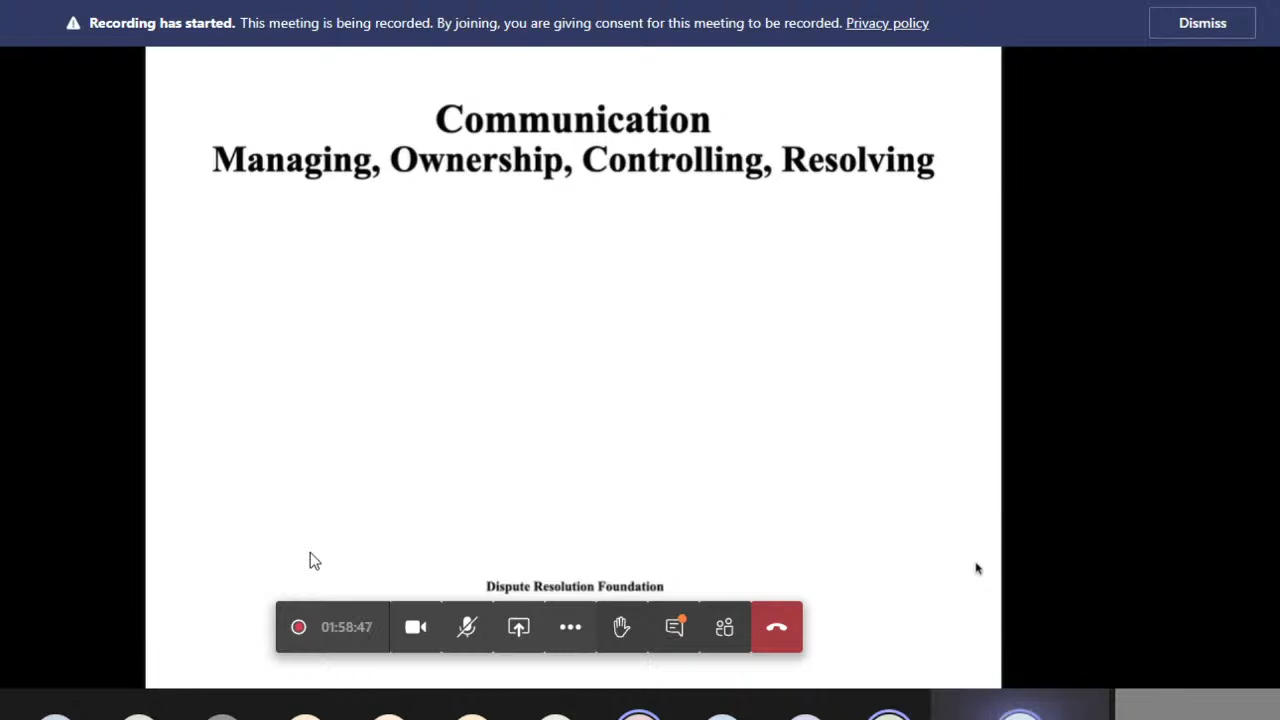 Recording has started. This meeting is being recorded. By joining, you are giving consent for this meeting to be recorded. Privacy policy
Dismiss
Communication
Managing, Ownership, Controlling, Resolving
Dispute Resolution Foundation
01:58:47